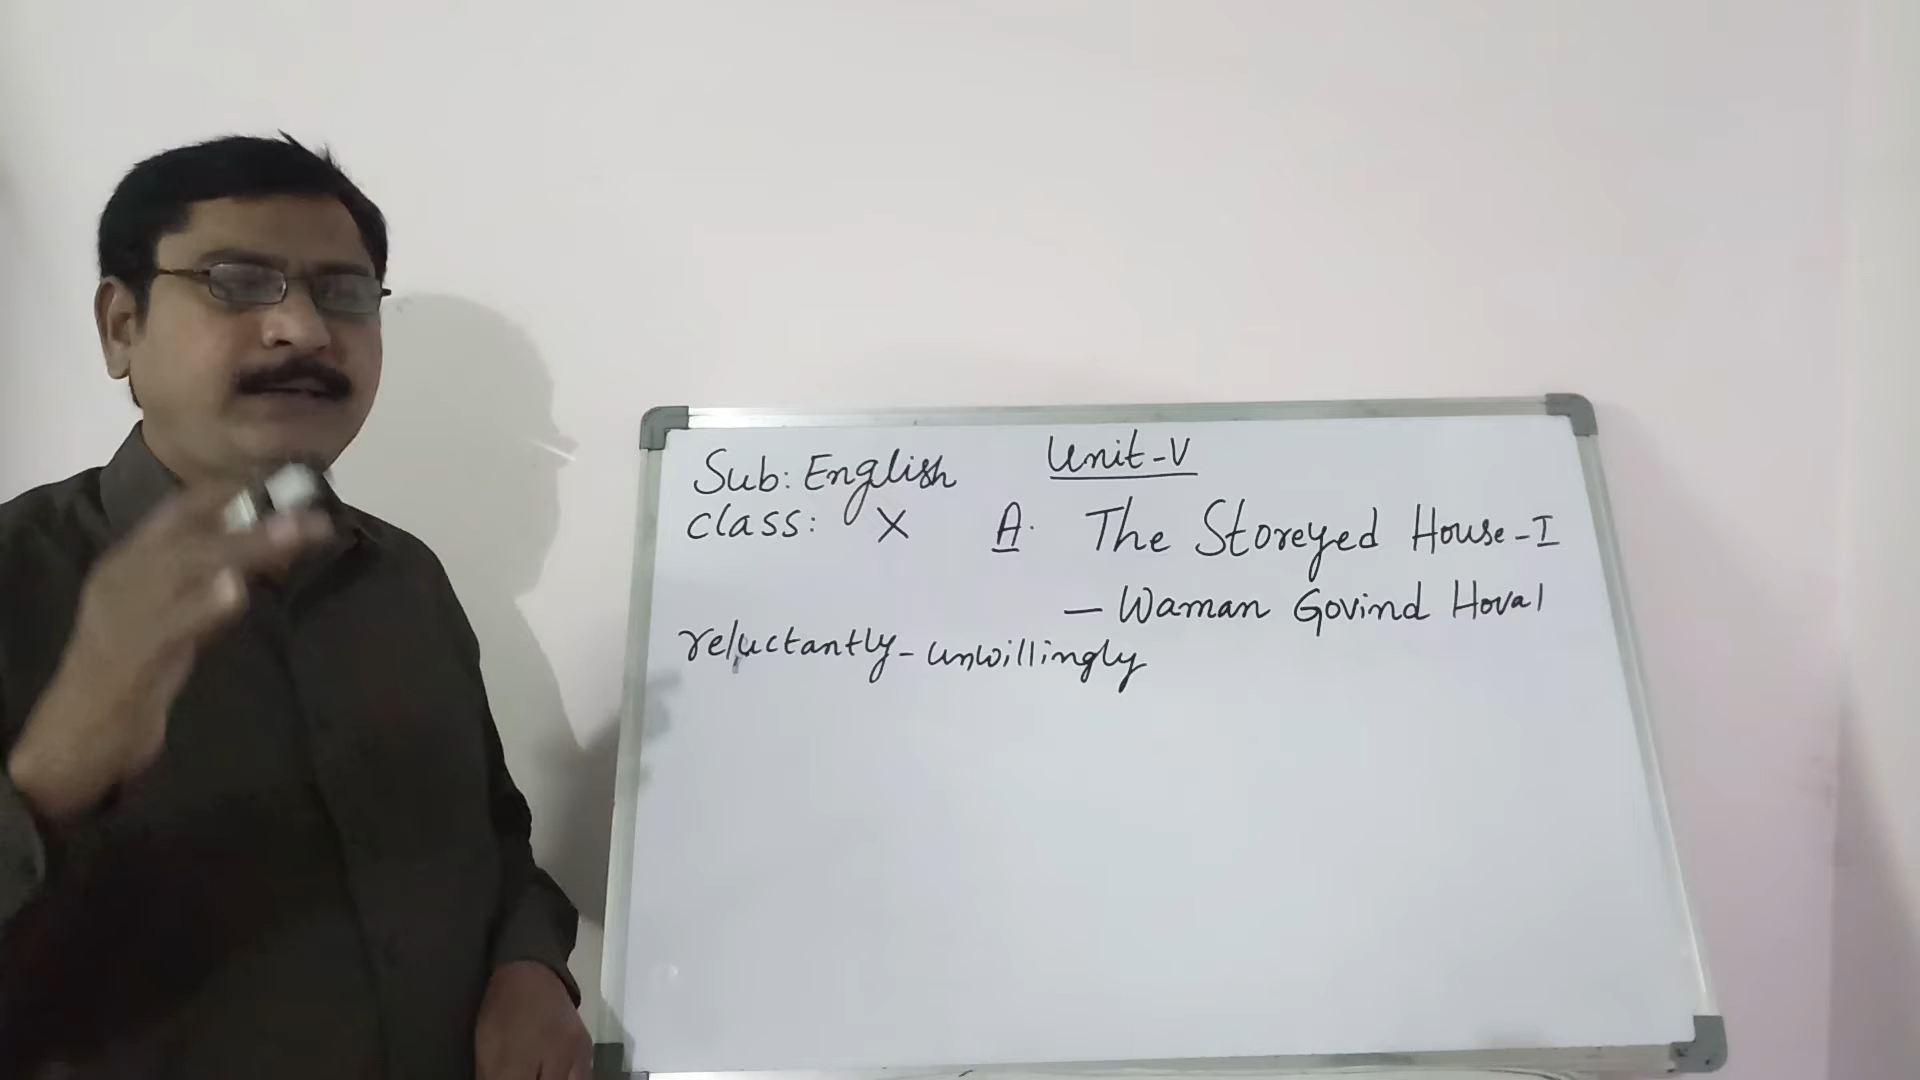 Sub: English Unit-V
Class: X A. The Storeyed House-I
— Waman Govind Hoval
reluctantly - unwillingly